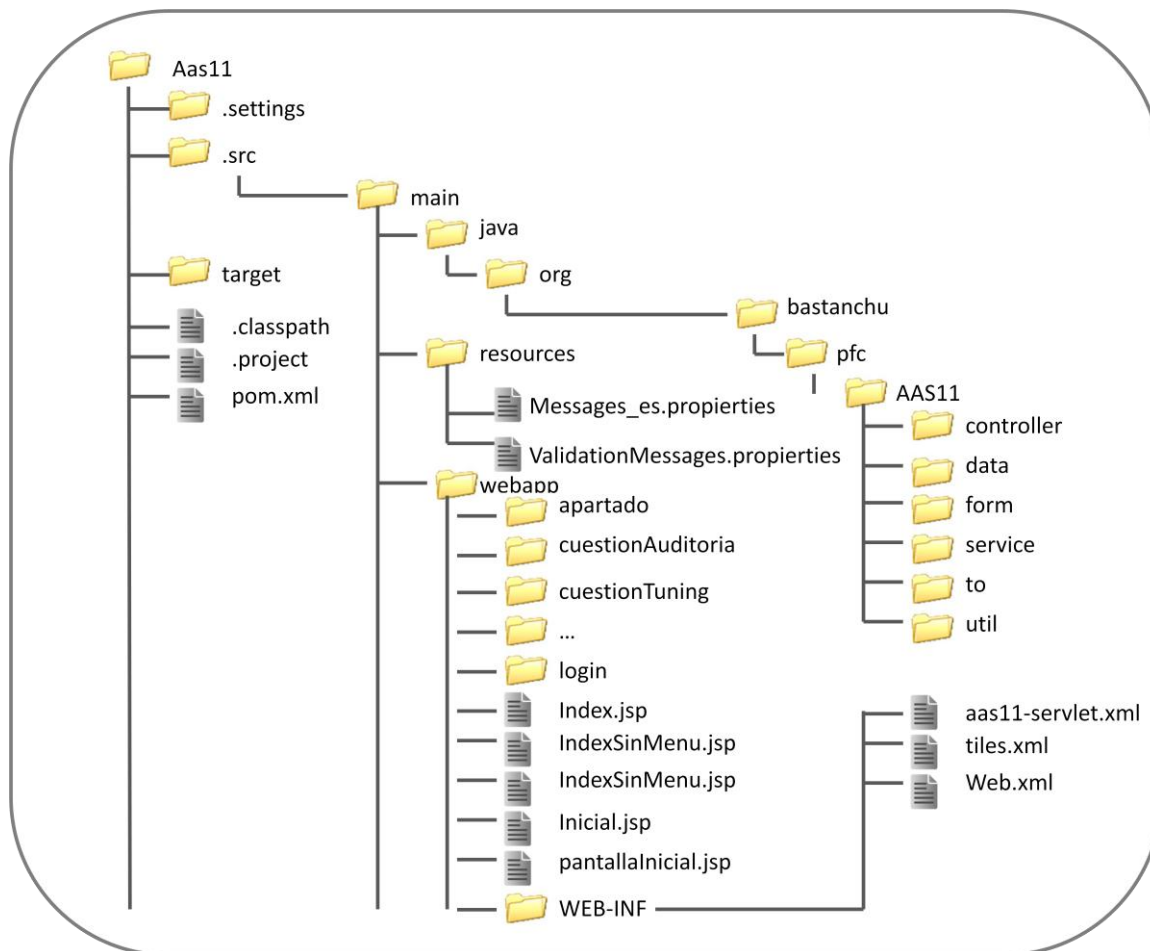 Aas11
.settings
.src
main
java
target
org
bastanchu
.classpath
resources
pfc
.project
pom.xml
Messages_es.propierties
AAS11
controller
ValidationMessages.propierties
data
webapp
apartado
form
cuestionAuditoria
service
cuestionTuning
to
...
util
login
Index.jsp
aas11-servlet.xml
IndexSinMenu.jsp
tiles.xml
IndexSinMenu.jsp
Web.xml
Inicial.jsp
pantallaInicial.jsp
WEB-INF